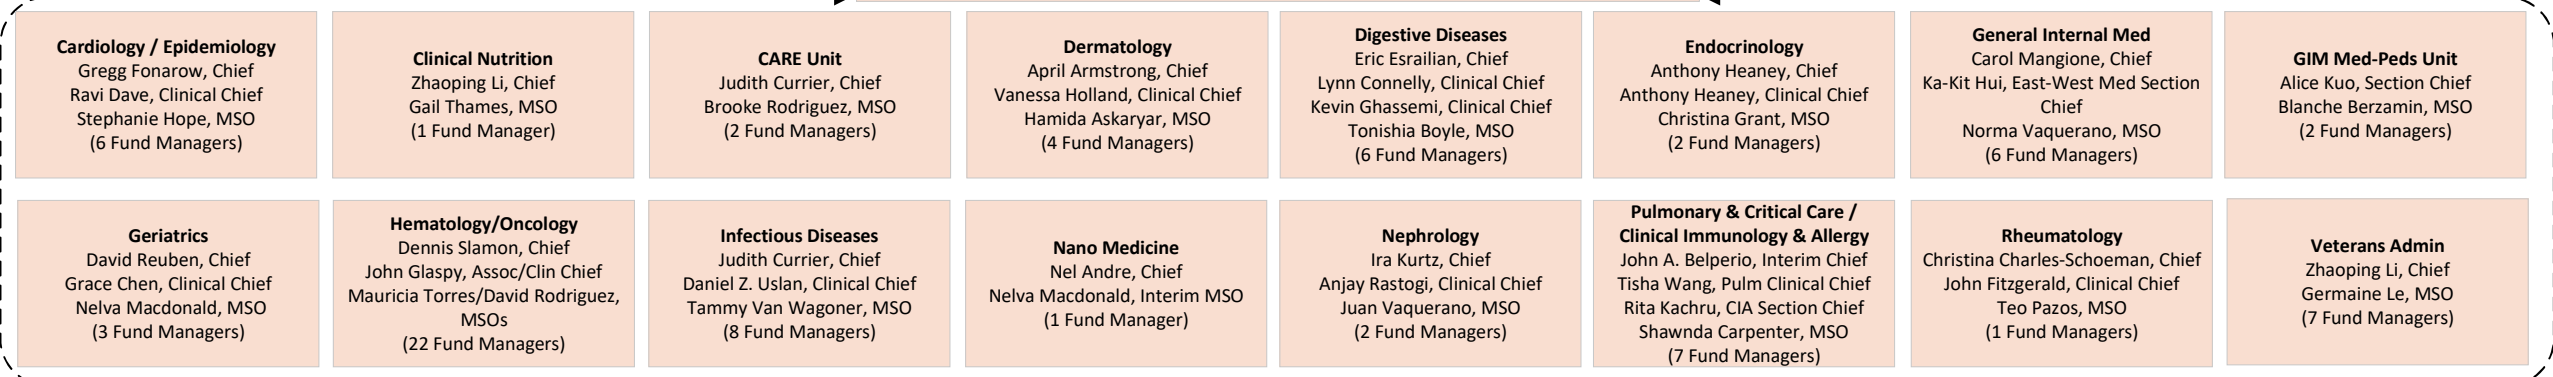 Cardiology / Epidemiology
Gregg Fonarow, Chief
Ravi Dave, Clinical Chief
Stephanie Hope, MSO
(6 Fund Managers)
Clinical Nutrition
Zhaoping Li, Chief
Gail Thames, MSO
(1 Fund Manager)
CARE Unit
Judith Currier, Chief
Brooke Rodriguez, MSO
(2 Fund Managers)
Dermatology
April Armstrong, Chief
Vanessa Holland, Clinical Chief
Hamida Askaryar, MSO
(4 Fund Managers)
Digestive Diseases
Eric Esrailian, Chief
Lynn Connelly, Clinical Chief
Kevin Ghassemi, Clinical Chief
Tonishia Boyle, MSO
(6 Fund Managers)
Endocrinology
Anthony Heaney, Chief
Anthony Heaney, Clinical Chief
Christina Grant, MSO
(2 Fund Managers)
General Internal Med
Carol Mangione, Chief
Ka-Kit Hui, East-West Med Section
Chief
Norma Vaquerano, MSO
(6 Fund Managers)
GIM Med-Peds Unit
Alice Kuo, Section Chief
Blanche Berzamin, MSO
(2 Fund Managers)
Geriatrics
David Reuben, Chief
Grace Chen, Clinical Chief
Nelva Macdonald, MSO
(3 Fund Managers)
Hematology/Oncology
Dennis Slamon, Chief
John Glaspy, Assoc/Clin Chief
Mauricia Torres/David Rodriguez,
MSOs
(22 Fund Managers)
Infectious Diseases
Judith Currier, Chief
Daniel Z. Uslan, Clinical Chief
Tammy Van Wagoner, MSO
(8 Fund Managers)
Nano Medicine
Nel Andre, Chief
Nelva Macdonald, Interim MSO
(1 Fund Manager)
Nephrology
Ira Kurtz, Chief
Anjay Rastogi, Clinical Chief
Juan Vaquerano, MSO
(2 Fund Managers)
Pulmonary & Critical Care /
Clinical Immunology & Allergy
John A. Belperio, Interim Chief
Tisha Wang, Pulm Clinical Chief
Rita Kachru, CIA Section Chief
Shawnda Carpenter, MSO
(7 Fund Managers)
Rheumatology
Christina Charles-Schoeman, Chief
John Fitzgerald, Clinical Chief
Teo Pazos, MSO
(1 Fund Managers)
Veterans Admin
Zhaoping Li, Chief
Germaine Le, MSO
(7 Fund Managers)